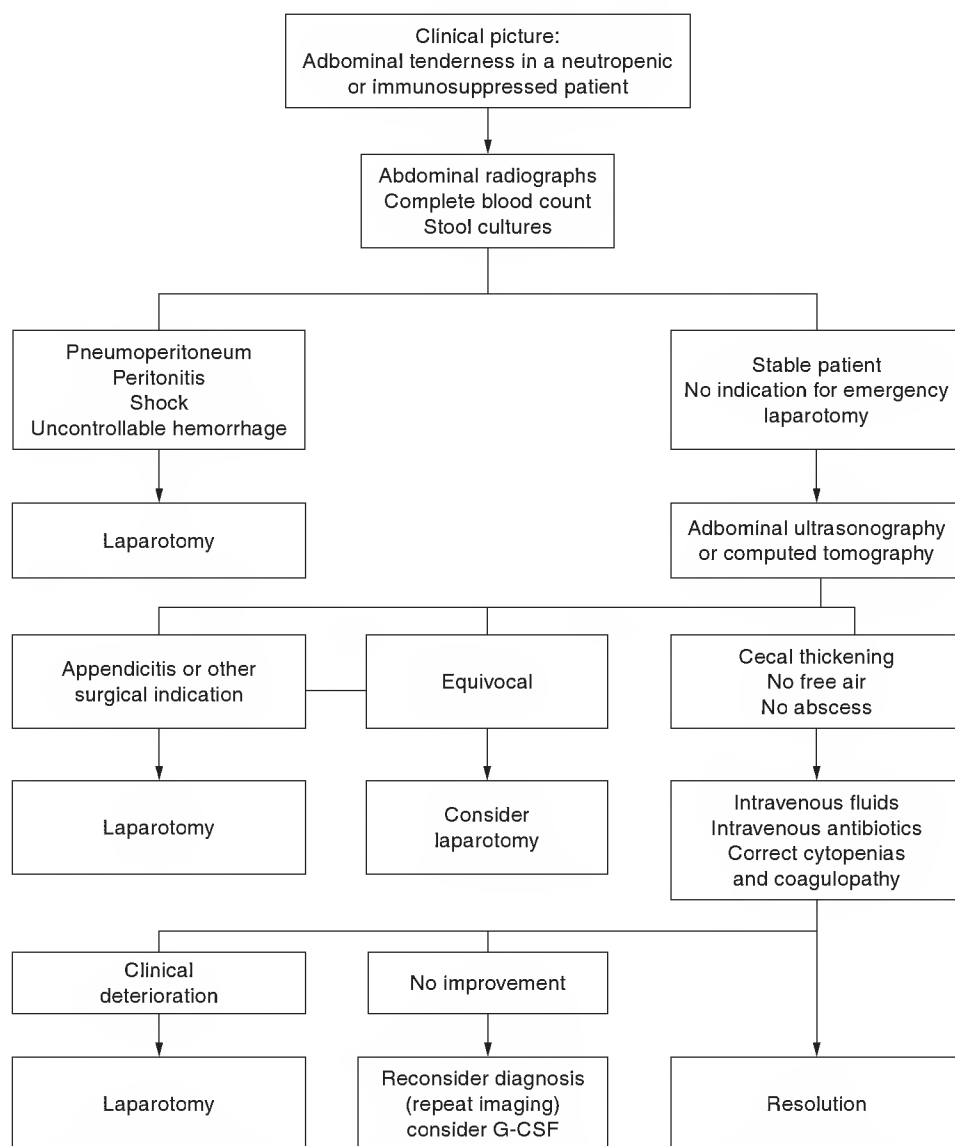 Clinical picture:
Adbominal tenderness in a neutropenic
or immunosuppressed patient
Abdominal radiographs
Complete blood count
Stool cultures
Pneumoperitoneum
Peritonitis
Shock
Uncontrollable hemorrhage
Stable patient
No indication for emergency
laparotomy
Laparotomy
Adbominal ultrasonography
or computed tomography
Appendicitis or other
surgical indication
Equivocal
Cecal thickening
No free air
No abscess
Laparotomy
Consider
laparotomy
Intravenous fluids
Intravenous antibiotics
Correct cytopenias
and coagulopathy
Clinical
deterioration
No improvement
Laparotomy
Reconsider diagnosis
(repeat imaging)
consider G-CSF
Resolution